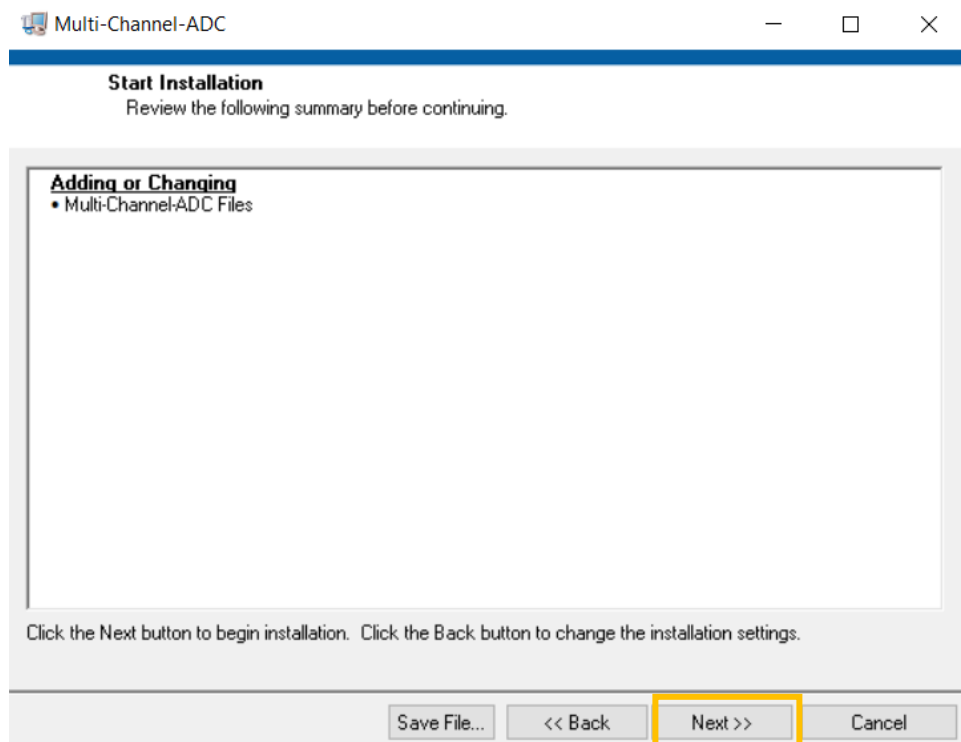 Multi-Channel-ADC
Start Installation
Review the following summary before continuing.
Adding or Changing
• Multi-Channel-ADC Files
Click the Next button to begin installation.  Click the Back button to change the installation settings.
Save File... << Back Next >> Cancel